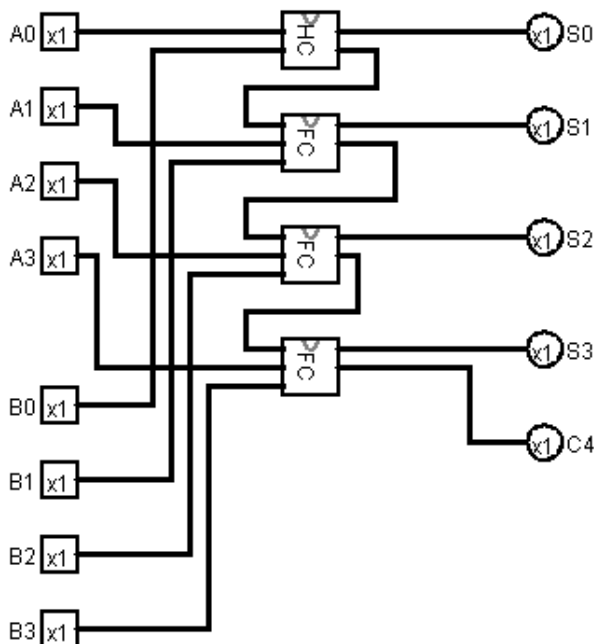 A0 x1
HC
x1 S0
A1 x1
FC
x1 S1
A2 x1
FC
x1 S2
A3 x1
FC
x1 S3
B0 x1
x1 C4
B1 x1
B2 x1
B3 x1